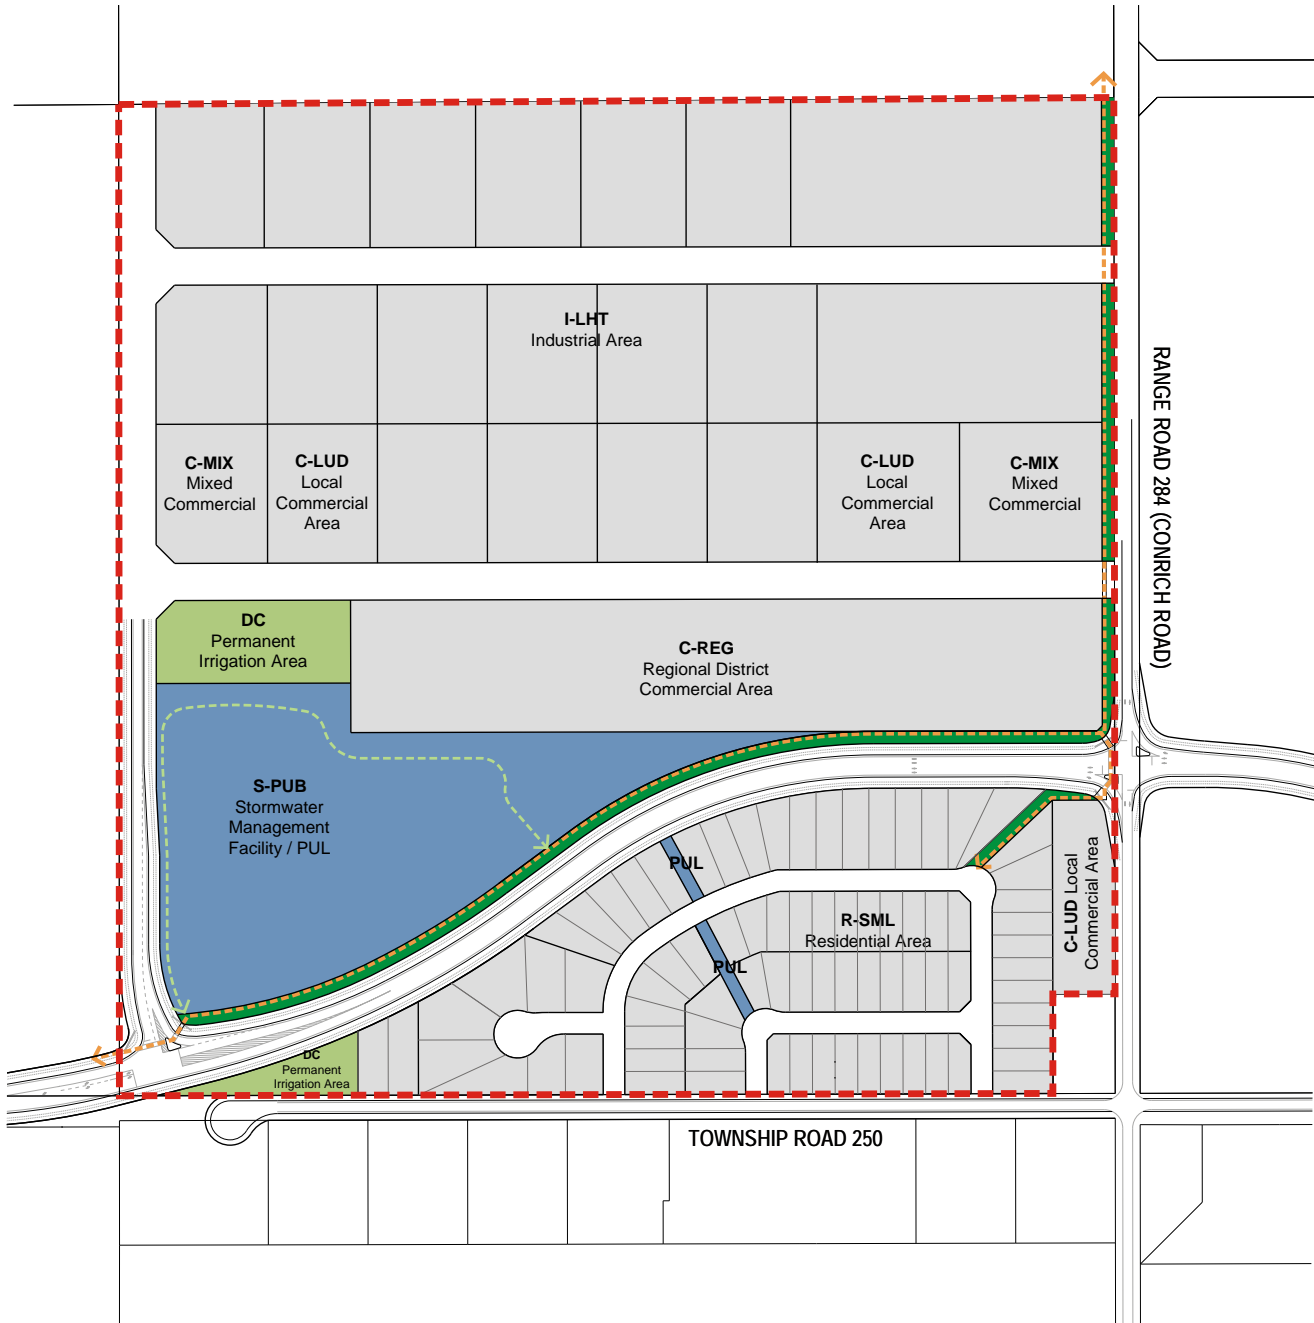 I-LHT
Industrial Area
RANGE ROAD 284 (CONRICH ROAD)
C-MIX
Mixed
Commercial
C-LUD
Local
Commercial
Area
C-LUD
Local
Commercial
Area
C-MIX
Mixed
Commercial
DC
Permanent
Irrigation Area
C-REG
Regional District
Commercial Area
S-PUB
Stormwater
Management
Facility / PUL
PUL
C-LUD Local
Commercial Area
R-SML
Residential Area
PUL
DC
Permanent
Irrigation Area
TOWNSHIP ROAD 250